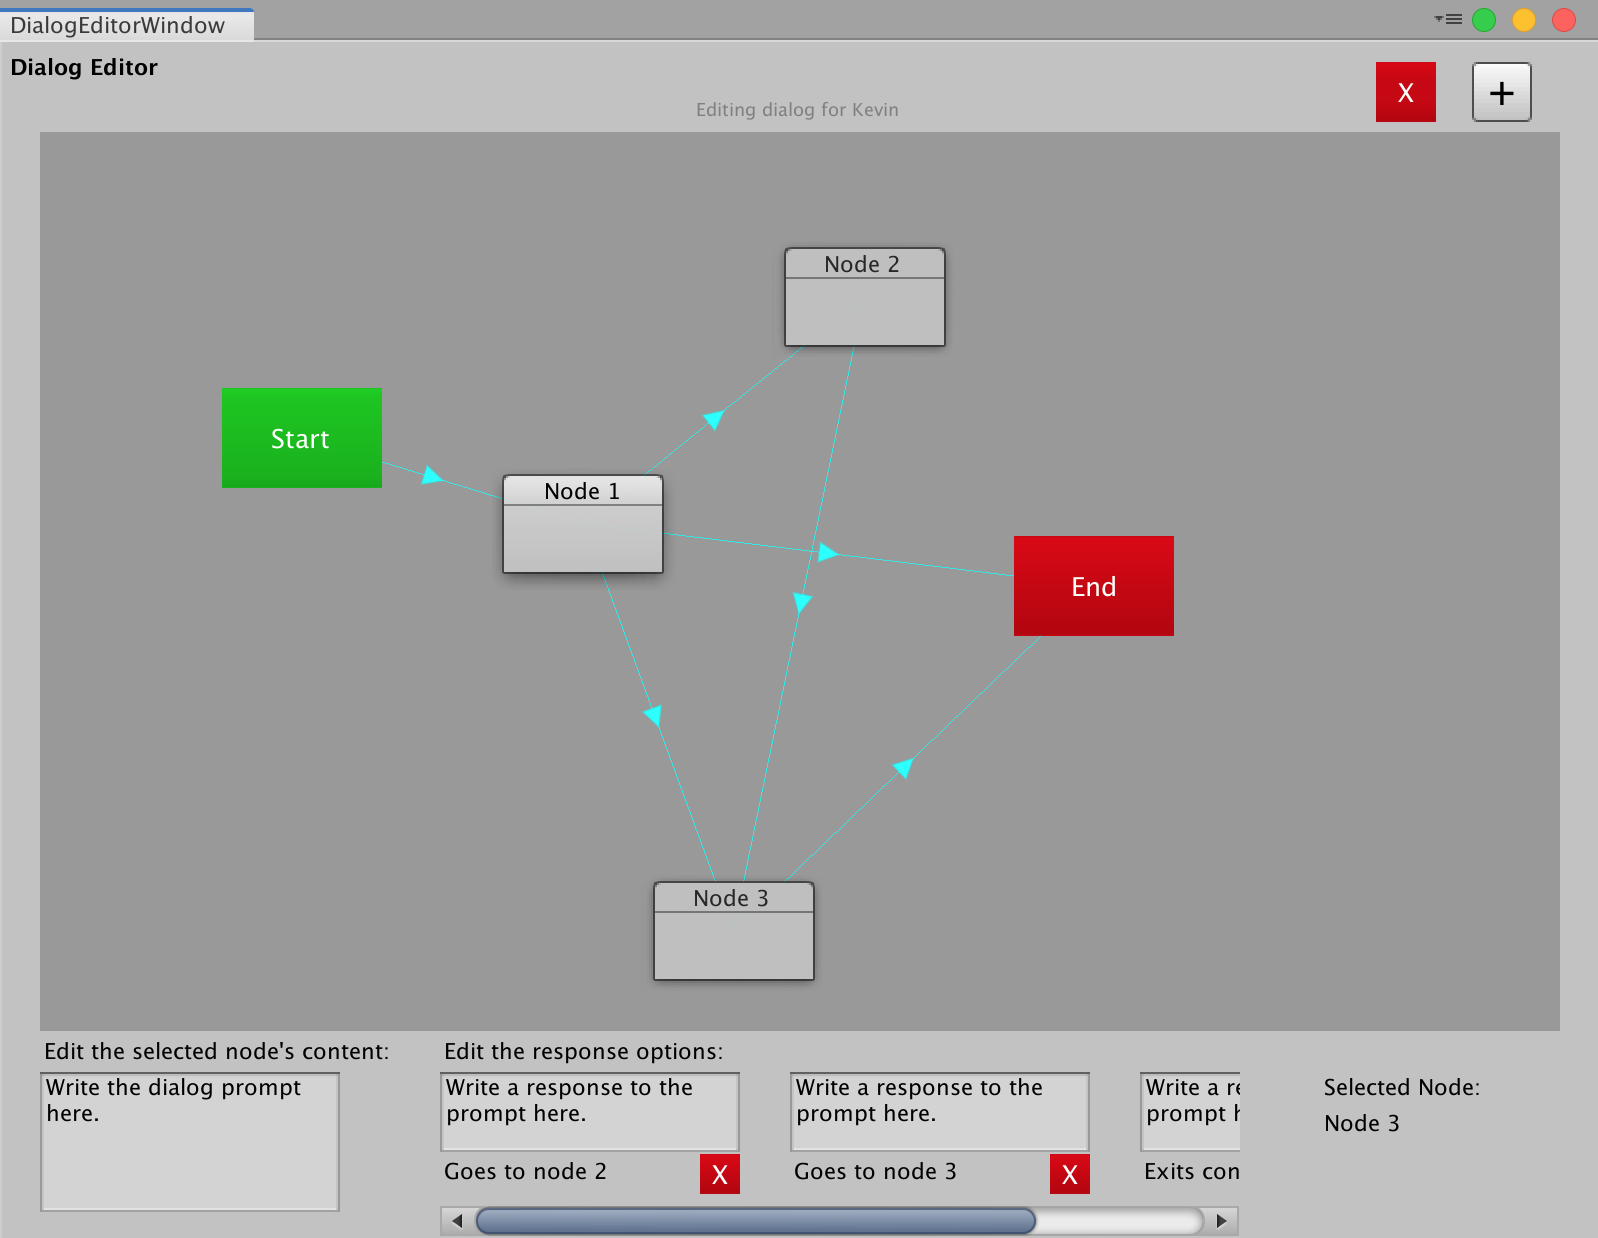 DialogEditorWindow
Dialog Editor
X
+
Editing dialog for Kevin
Node 2
Start
Node 1
End
Node 3
Edit the selected node's content:
Write the dialog prompt
here.
Edit the response options:
Write a response to the
prompt here.
Goes to node 2
X
Write a response to the
prompt here.
Goes to node 3
X
Write a re
prompt h
Exits con
Selected Node:
Node 3